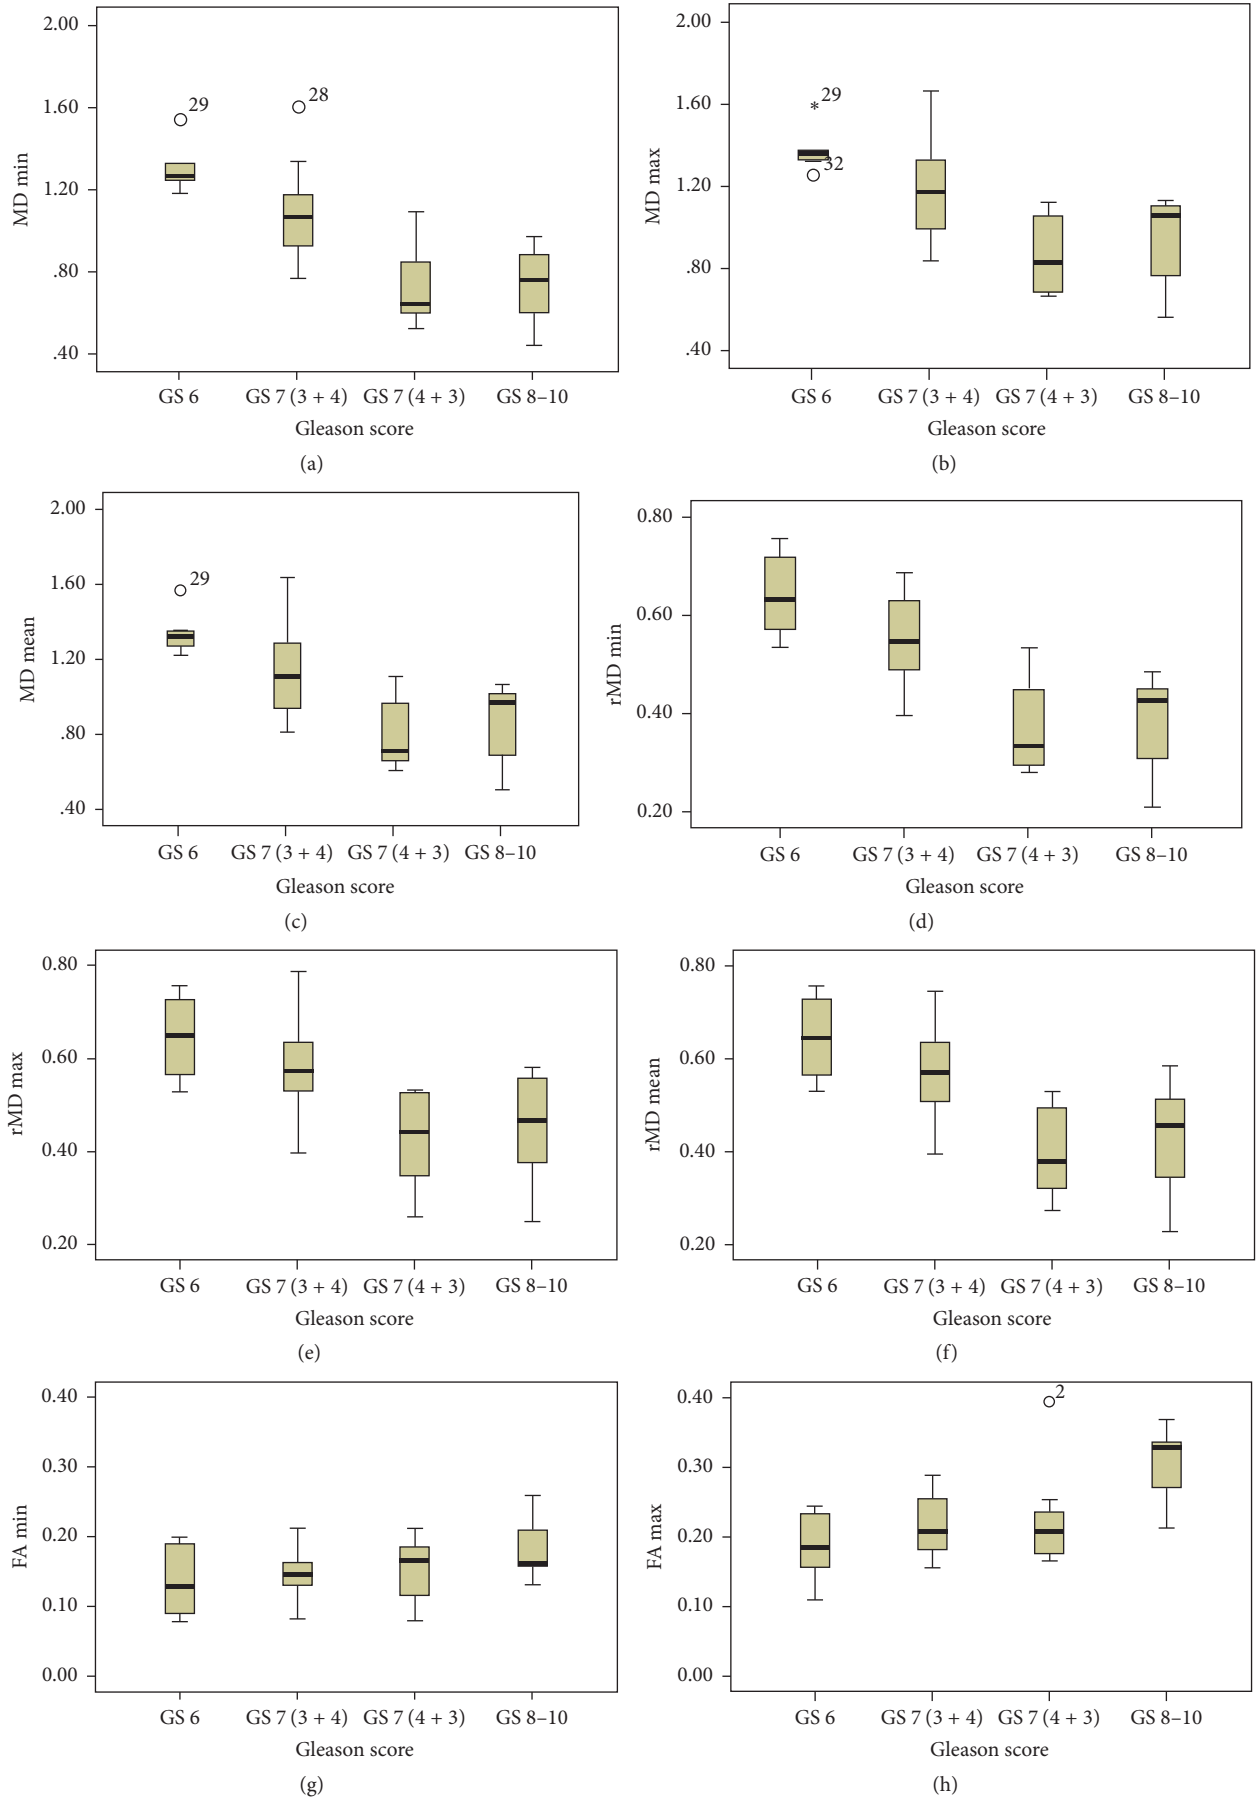 2.00
1.60
1.20
.80
.40
MD min
29
28
GS 6 GS 7 (3 + 4) GS 7 (4 + 3) GS 8–10
Gleason score
(a)
2.00
1.60
1.20
.80
.40
MD max
*29
32
GS 6 GS 7 (3 + 4) GS 7 (4 + 3) GS 8–10
Gleason score
(b)
2.00
1.60
1.20
.80
.40
MD mean
29
GS 6 GS 7 (3 + 4) GS 7 (4 + 3) GS 8–10
Gleason score
(c)
0.80
0.60
0.40
0.20
rMD min
GS 6 GS 7 (3 + 4) GS 7 (4 + 3) GS 8–10
Gleason score
(d)
0.80
0.60
0.40
0.20
rMD max
GS 6 GS 7 (3 + 4) GS 7 (4 + 3) GS 8–10
Gleason score
(e)
0.80
0.60
0.40
0.20
rMD mean
GS 6 GS 7 (3 + 4) GS 7 (4 + 3) GS 8–10
Gleason score
(f)
0.40
0.30
0.20
0.10
0.00
FA min
GS 6 GS 7 (3 + 4) GS 7 (4 + 3) GS 8–10
Gleason score
(g)
0.40
0.30
0.20
0.10
0.00
FA max
2
GS 6 GS 7 (3 + 4) GS 7 (4 + 3) GS 8–10
Gleason score
(h)